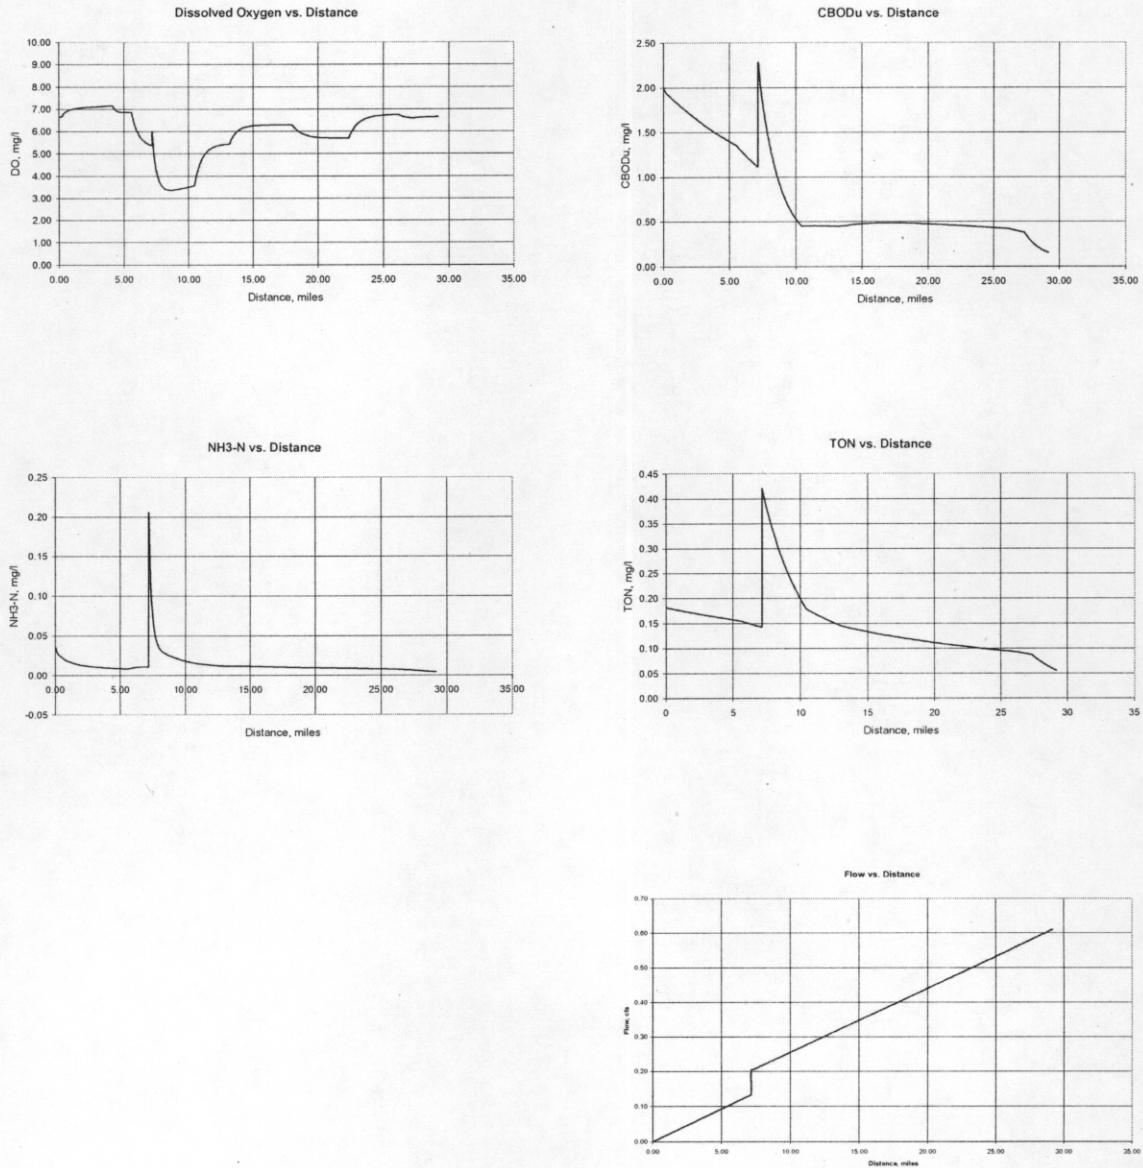 Dissolved Oxygen vs. Distance
10.00
9.00
8.00
7.00
6.00
5.00
4.00
3.00
2.00
1.00
0.00
DO, mg/l
0.00 5.00 10.00 15.00 20.00 25.00 30.00 35.00
Distance, miles
CBODu vs. Distance
2.50
2.00
1.50
1.00
0.50
0.00
CBODu, mg/l
0.00 5.00 10.00 15.00 20.00 25.00 30.00 35.00
Distance, miles
NH3-N vs. Distance
0.25
0.20
0.15
0.10
0.05
0.00
-0.05
NH3-N, mg/l
0.00 5.00 10.00 15.00 20.00 25.00 30.00 35.00
Distance, miles
TON vs. Distance
0.45
0.40
0.35
0.30
0.25
0.20
0.15
0.10
0.05
0.00
TON, mg/l
0 5 10 15 20 25 30 35
Distance, miles
Flow vs. Distance
0.70
0.60
0.50
0.40
0.30
0.20
0.10
0.00
Flow, cfs
0.00 5.00 10.00 15.00 20.00 25.00 30.00 35.00
Distance, miles